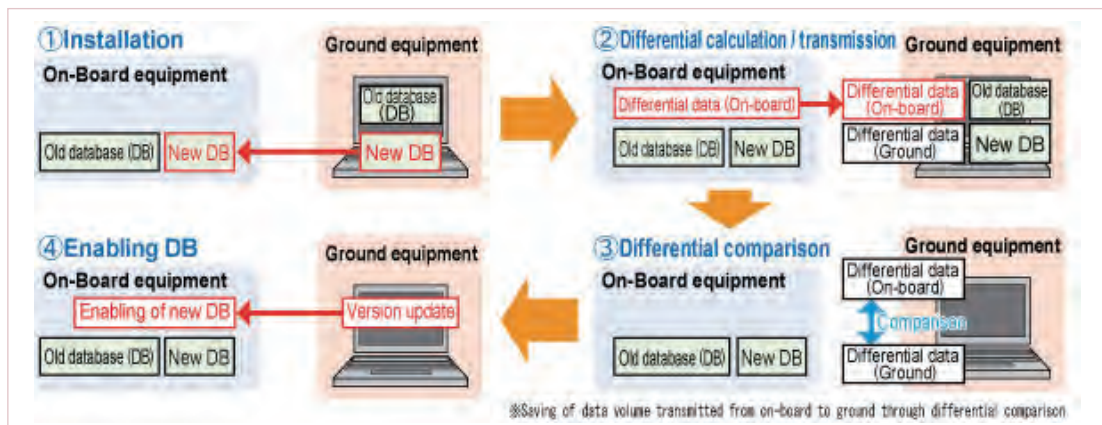 ①Installation
Ground equipment
On-Board equipment
Old database
(DB)
Old database (DB)
New DB
New DB
②Differential calculation / transmission
Ground equipment
On-Board equipment
Differential data (On-board)
Differential data
(On-board)
Old database
(DB)
Old database (DB)
New DB
Differential data
(Ground)
New DB
④Enabling DB
Ground equipment
On-Board equipment
Enabling of new DB
Version update
Old database (DB)
New DB
③Differential comparison
Ground equipment
On-Board equipment
Differential data
(On-board)
Comparison
Old database (DB)
New DB
Differential data
(Ground)
※Saving of data volume transmitted from on-board to ground through differential comparison